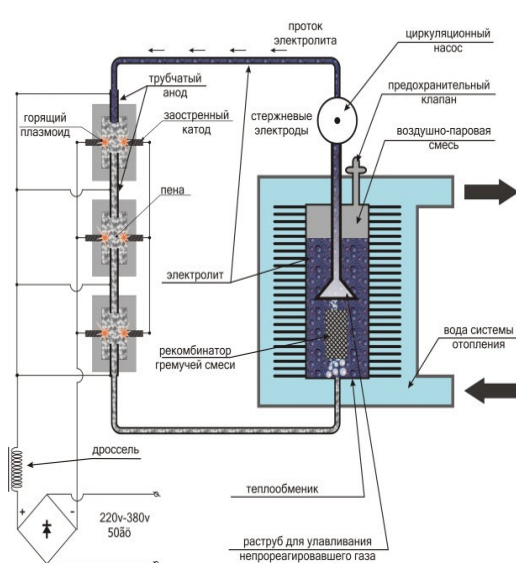 проток
электролита
циркуляционный
насос
трубчатый
анод
предохранительный
клапан
горящий
плазмоид
заостренный
катод
стержневые
электроды
воздушно-паровая
смесь
пена
электролит
вода системы
отопления
рекомбинатор
гремучей смеси
дроссель
теплообменик
+
-
220v-380v
50ãö
раструб для улавливания
непрореагировавшего газа